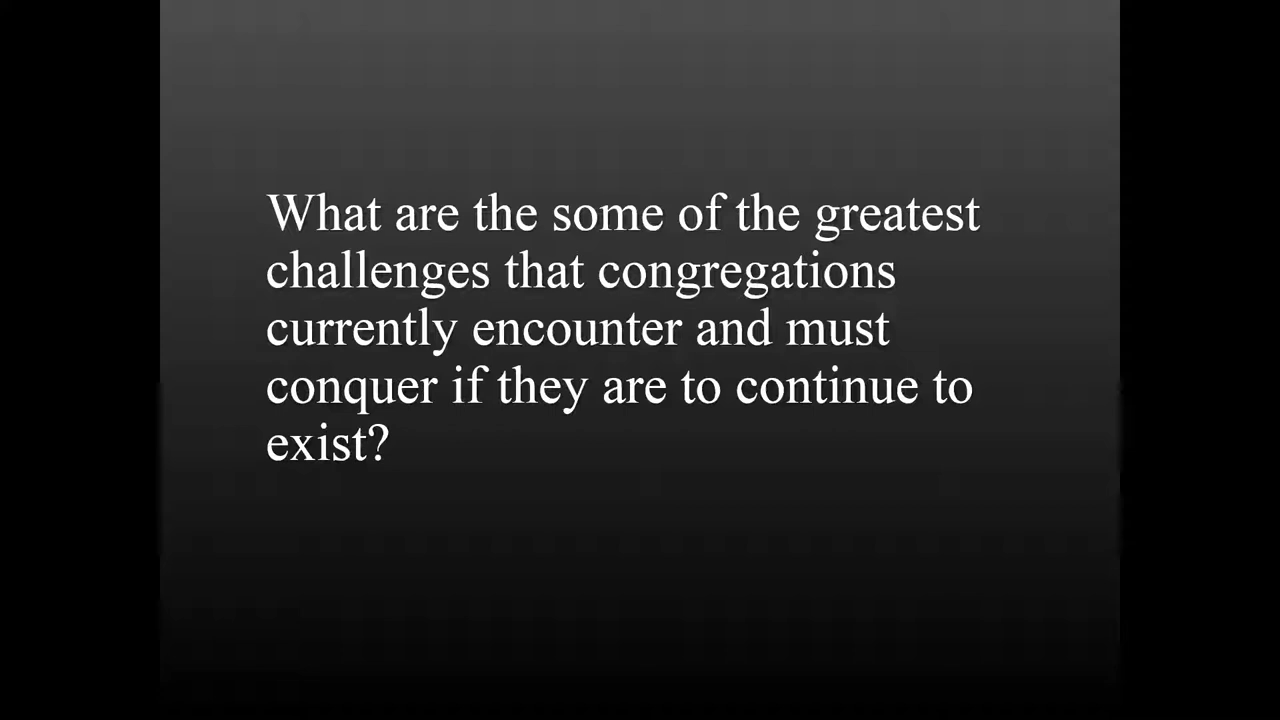 What are the some of the greatest
challenges that congregations
currently encounter and must
conquer if they are to continue to
exist?